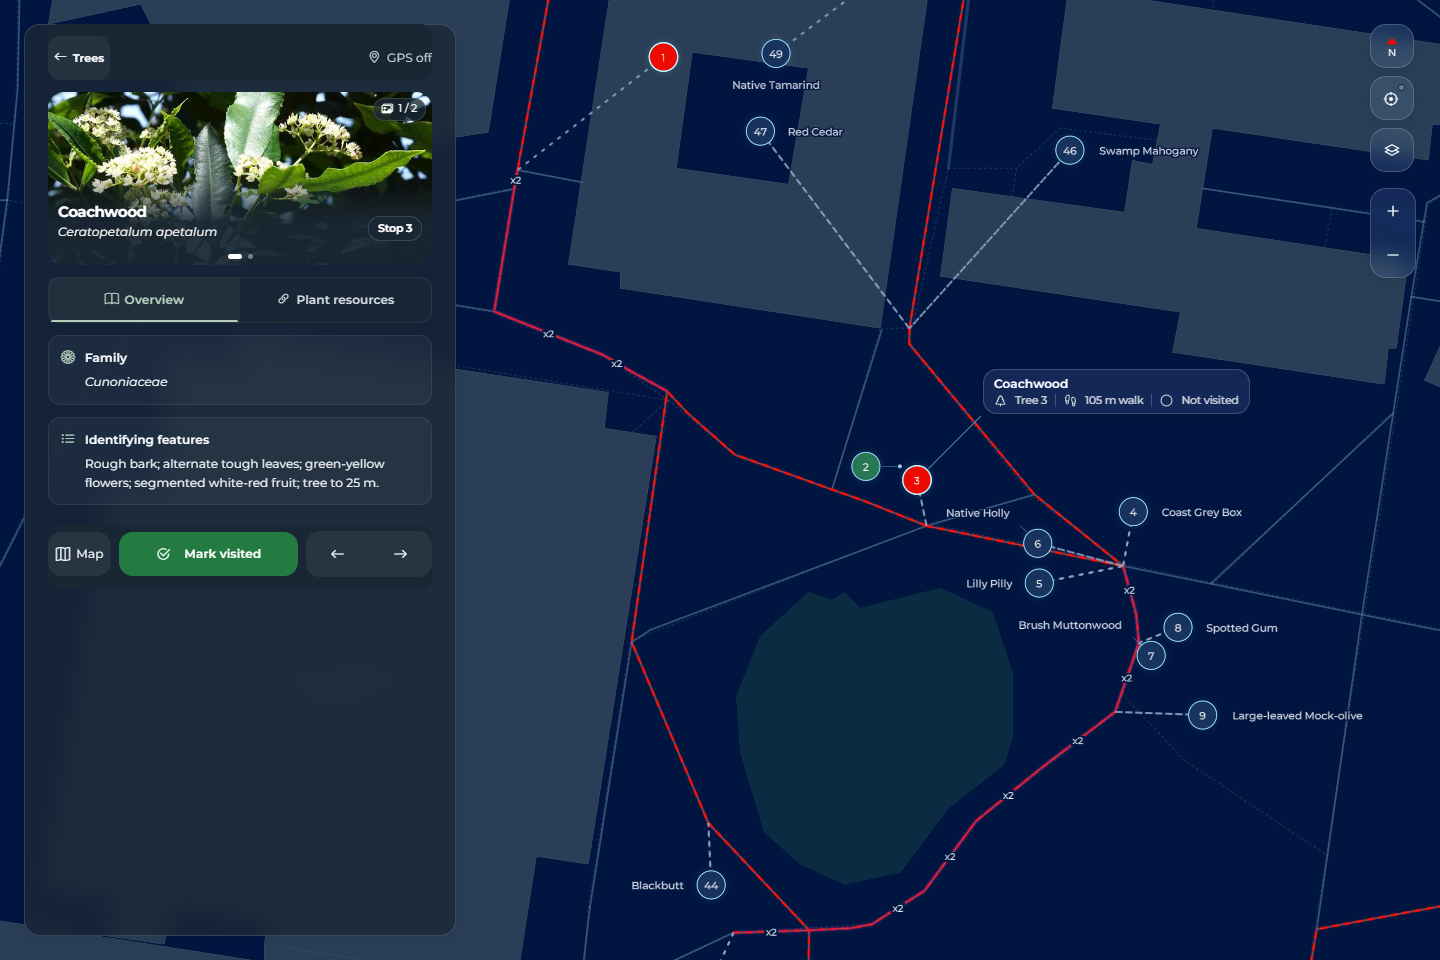 Trees
GPS off
1 / 2
Coachwood
Ceratopetalum apetalum
Stop 3
Overview
Plant resources
Family
Cunoniaceae
Identifying features
Rough bark; alternate tough leaves; green-yellow
flowers; segmented white-red fruit; tree to 25 m.
Map
Mark visited
1
49
Native Tamarind
47
Red Cedar
46
Swamp Mahogany
N
x2
x2
x2
Coachwood
Tree 3
105 m walk
Not visited
2
3
Native Holly
4
Coast Grey Box
6
Lilly Pilly
5
x2
Brush Muttonwood
8
Spotted Gum
7
x2
9
Large-leaved Mock-olive
x2
x2
x2
Blackbutt
44
x2
x2